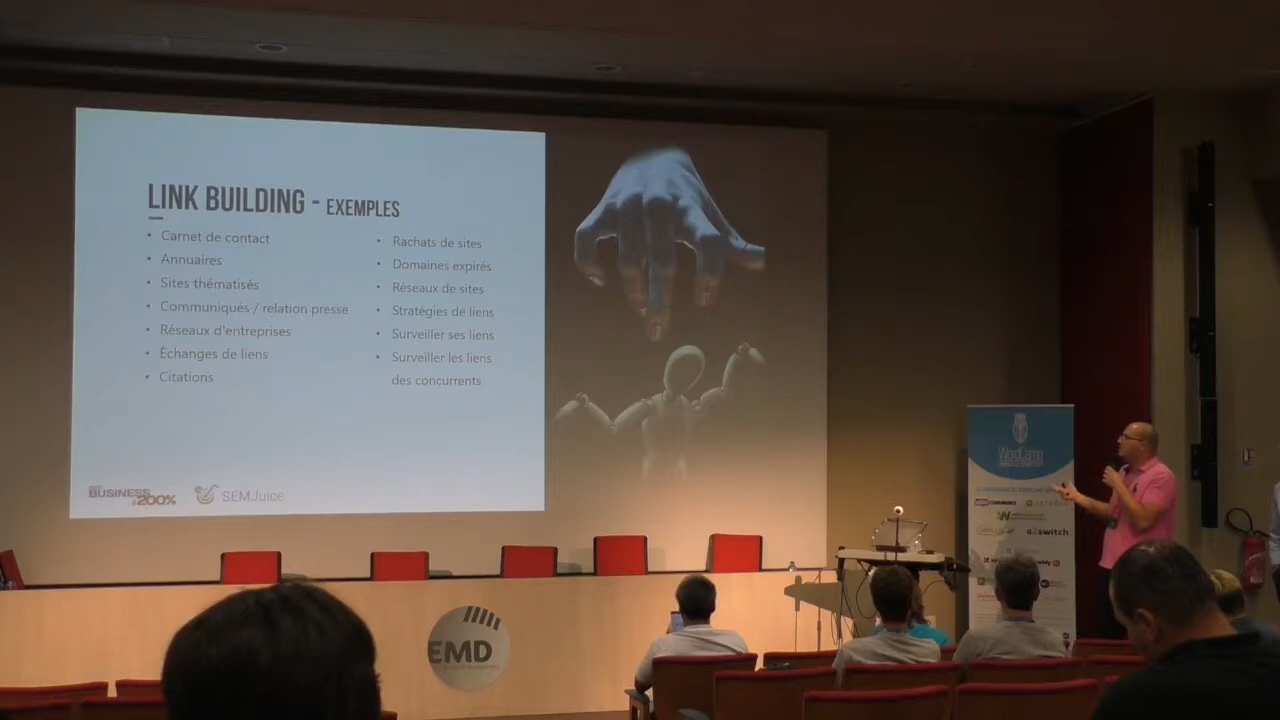 LINK BUILDING - EXEMPLES
• Carnet de contact
• Annuaires
• Sites thématisés
• Communiqués / relation presse
• Réseaux d'entreprises
• Échanges de liens
• Citations
• Rachats de sites
• Domaines expirés
• Réseaux de sites
• Stratégies de liens
• Surveiller ses liens
• Surveiller les liens
des concurrents
BUSINESS
à 200%
SEMJuice
EMD
WordCamp
o2switch